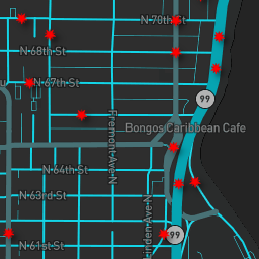 N 70th St
N 68th St
N 67th St
99
Bongos Caribbean Cafe
Fremont Ave N
N 64th St
N 63rd St
Linden Ave N
99
N 61st St